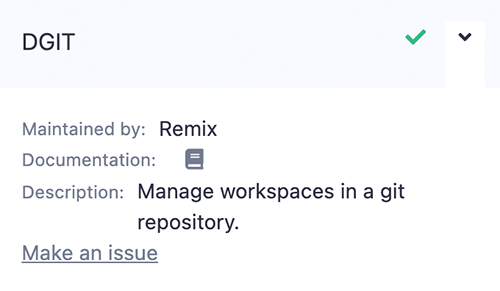 DGIT
Maintained by: Remix
Documentation:
Description: Manage workspaces in a git
repository.
Make an issue